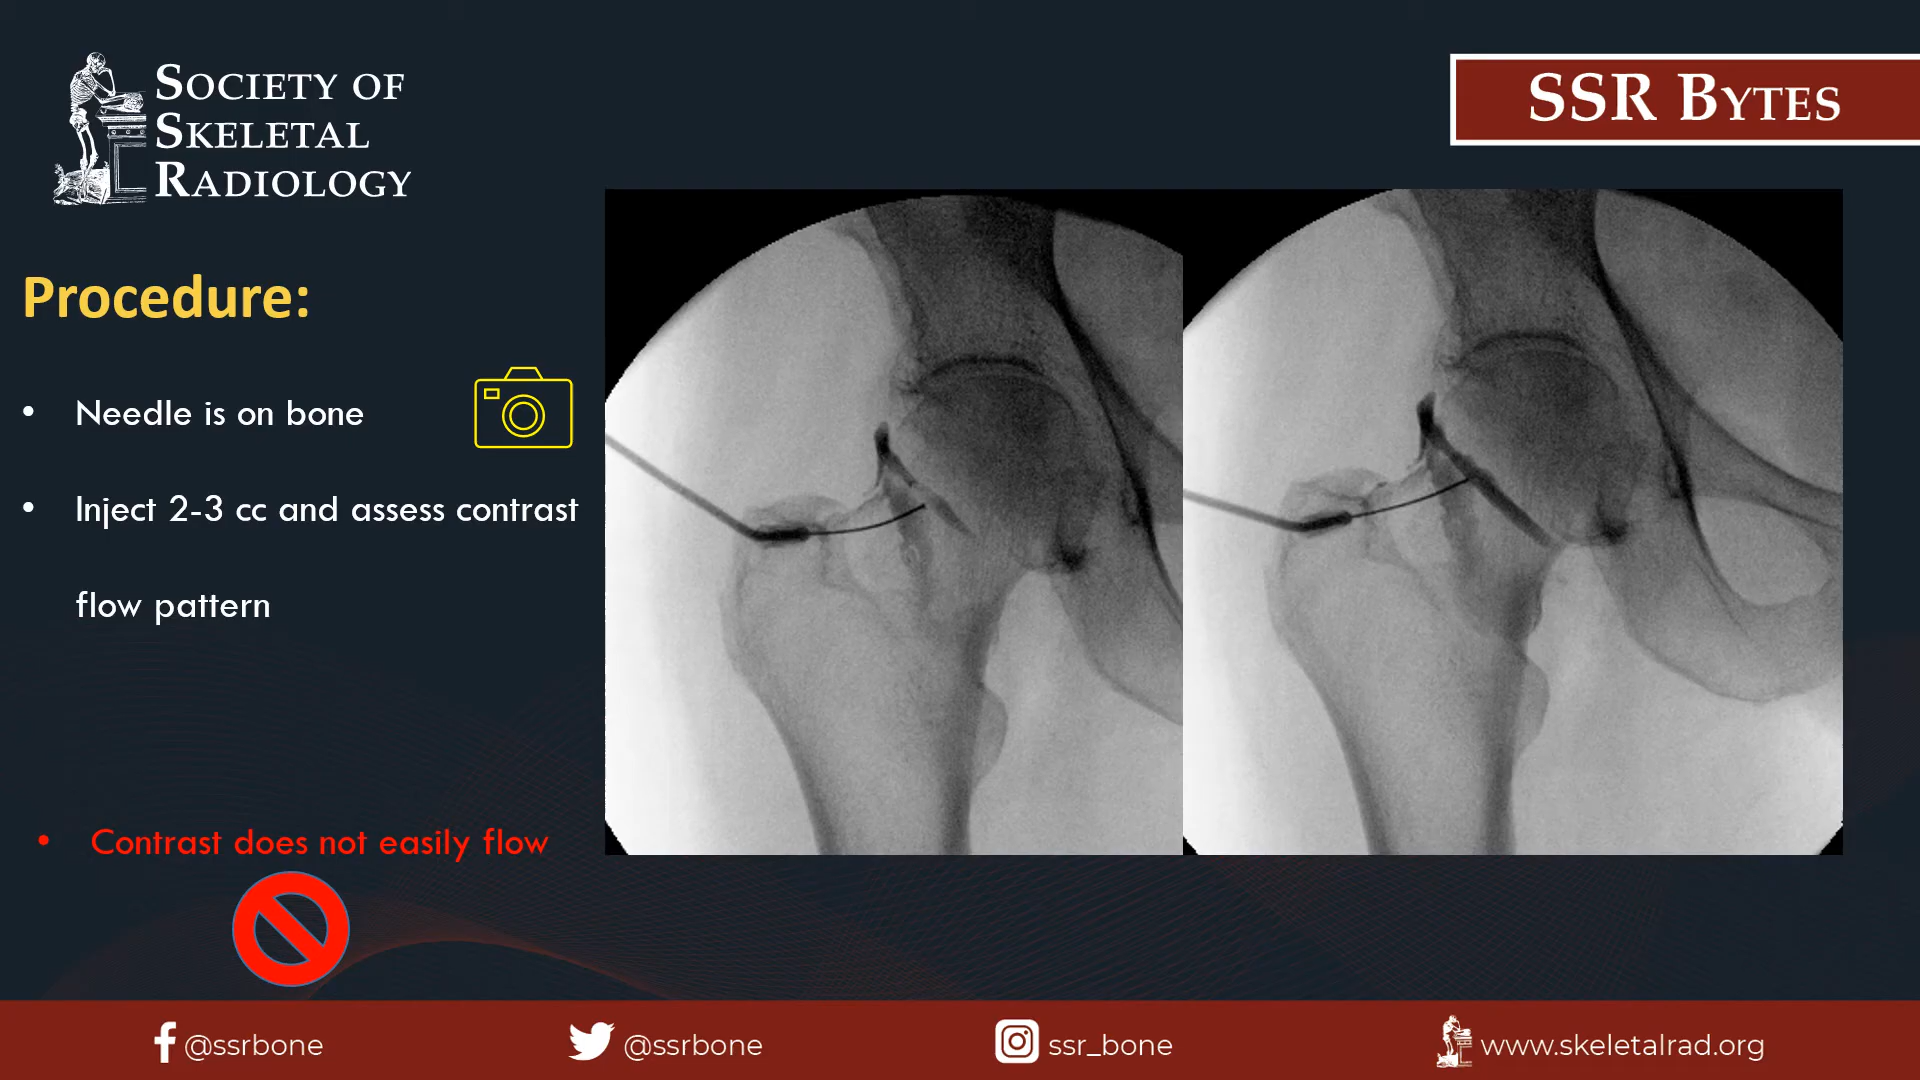 SOCIETY OF
SKELETAL
RADIOLOGY
SSR BYTES
Procedure:
• Needle is on bone
• Inject 2-3 cc and assess contrast
flow pattern
• Contrast does not easily flow
@ssrbone
@ssrbone
ssr_bone
www.skeletalrad.org